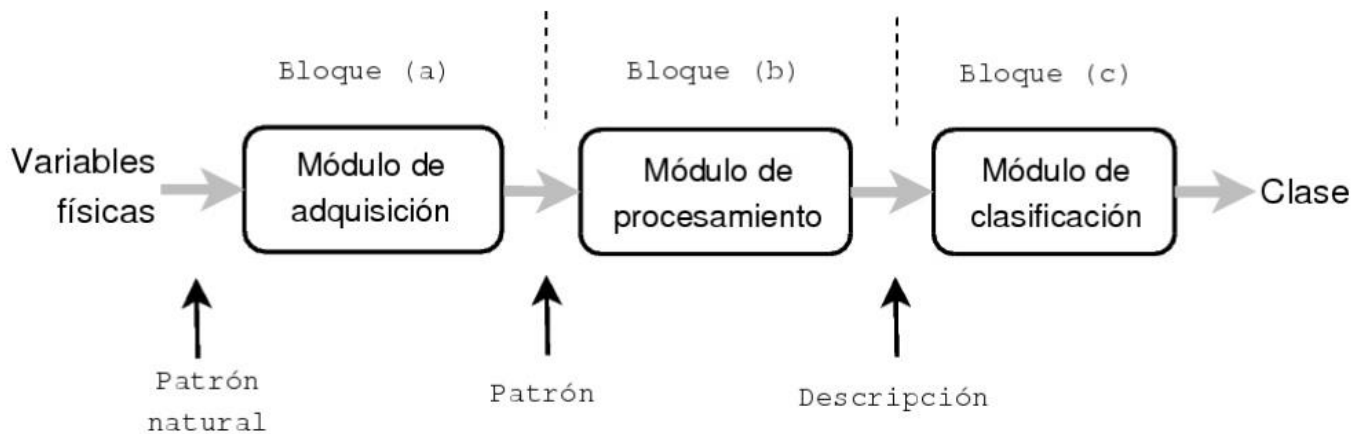 Bloque (a)
Bloque (b)
Bloque (c)
Variables
físicas
Módulo de
adquisición
Módulo de
procesamiento
Módulo de
clasificación
Clase
Patrón
natural
Patrón
Descripción